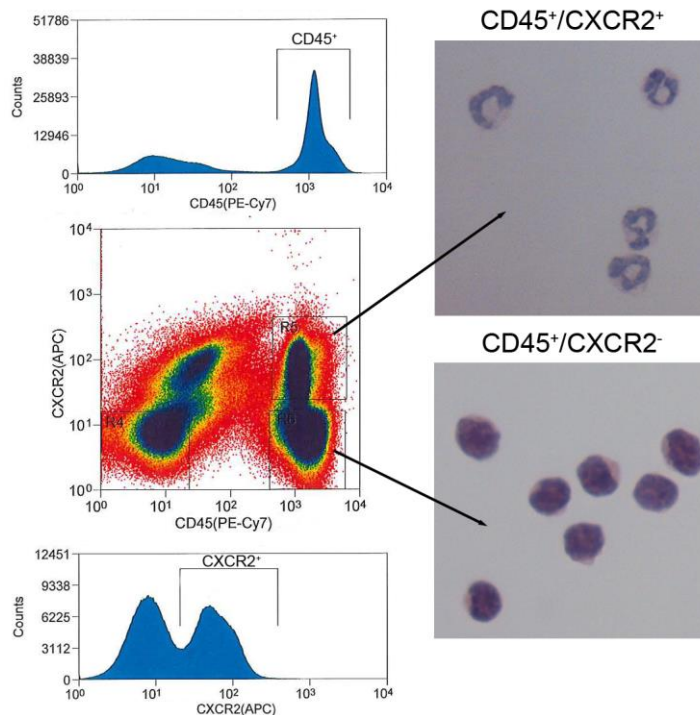 51786
38839
25893
12946
0
Counts
CD45⁺
10⁰
10¹
10²
10³
10⁴
CD45(PE-Cy7)
10⁴
10³
10²
10¹
10⁰
CXCR2(APC)
R4
10⁰
10¹
10²
10³
10⁴
CD45(PE-Cy7)
12451
9338
6225
3112
0
Counts
CXCR2⁺
10⁰
10¹
10²
10³
10⁴
CXCR2(APC)
CD45⁺/CXCR2⁺
CD45⁺/CXCR2⁻